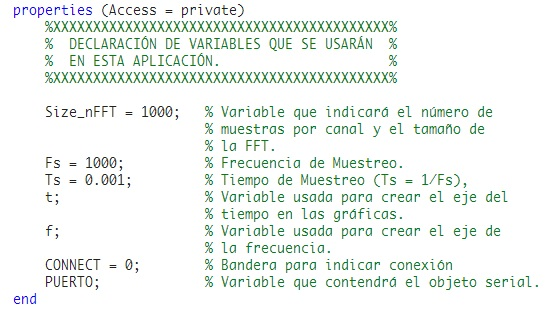 properties (Access = private)
%XXXXXXXXXXXXXXXXXXXXXXXXXXXXXXXXXXXXXXXXXXX%
%  DECLARACIÓN DE VARIABLES QUE SE USARÁN  %
%  EN ESTA APLICACIÓN.                     %
%XXXXXXXXXXXXXXXXXXXXXXXXXXXXXXXXXXXXXXXXXXX%
Size_nFFT = 1000;   % Variable que indicará el número de
% muestras por canal y el tamaño de
% la FFT.
Fs = 1000;          % Frecuencia de Muestreo.
Ts = 0.001;         % Tiempo de Muestreo (Ts = 1/Fs),
t;                  % Variable usada para crear el eje del
% tiempo en las gráficas.
f;                  % Variable usada para crear el eje de
% la frecuencia.
CONNECT = 0;        % Bandera para indicar conexión
PUERTO;             % Variable que contendrá el objeto serial.
end